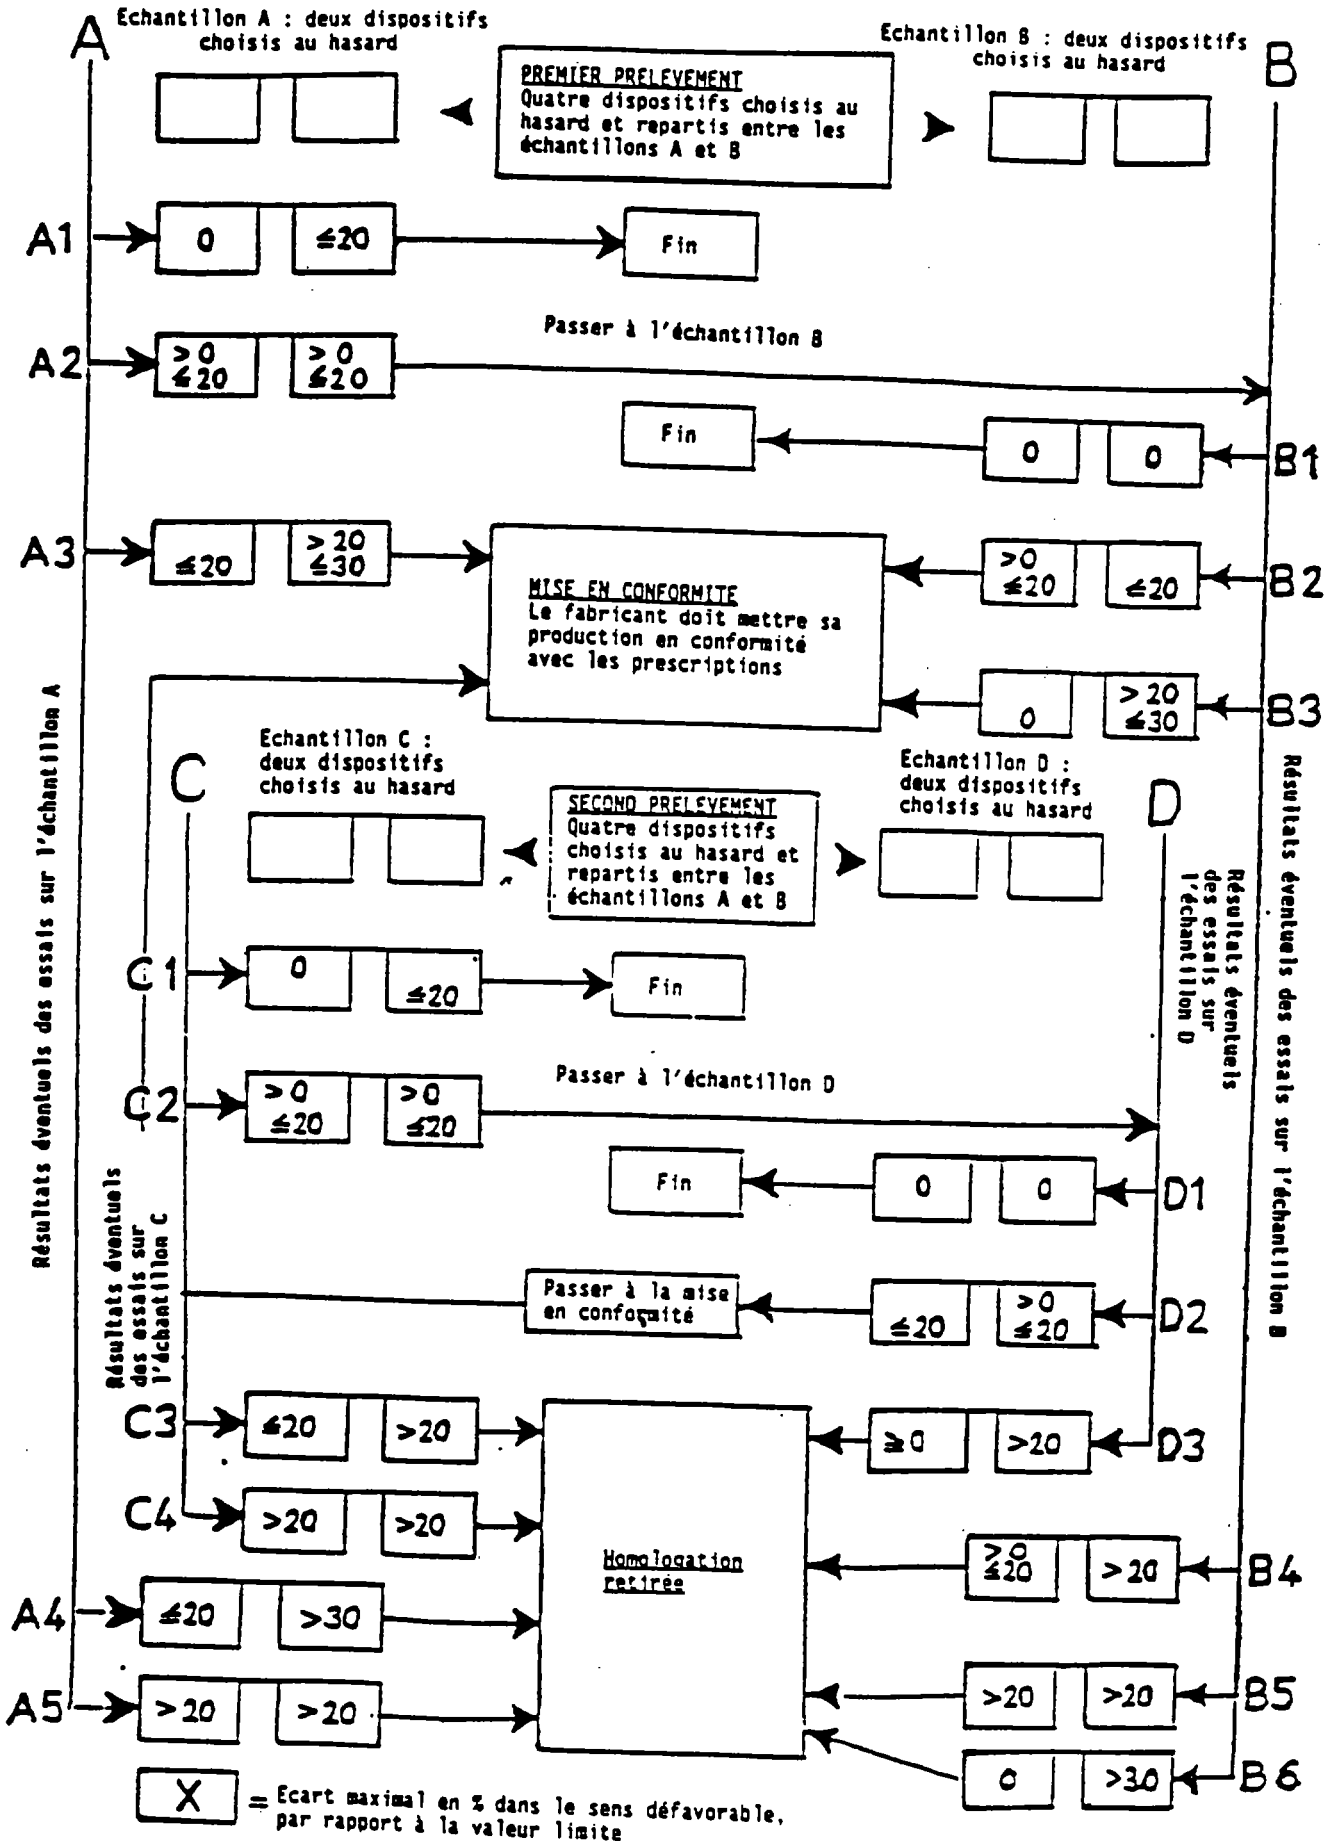 A
Echantillon A : deux dispositifs
choisis au hasard
PREMIER PRELEVEMENT
Quatre dispositifs choisis au
hasard et repartis entre les
échantillons A et B
Echantillon B : deux dispositifs
choisis au hasard
B
A1
0
≤20
Fin
A2
>0
≤20
>0
≤20
Passer à l'échantillon B
Fin
0
0
B1
A3
≤20
>20
≤30
MISE EN CONFORMITE
Le fabricant doit mettre sa
production en conformité
avec les prescriptions
>0
≤20
≤20
B2
0
>20
≤30
B3
Résultats éventuels des essais sur l'échantillon A
C
Echantillon C :
deux dispositifs
choisis au hasard
SECOND PRELEVEMENT
Quatre dispositifs
choisis au hasard et
repartis entre les
échantillons A et B
Echantillon D :
deux dispositifs
choisis au hasard
D
Résultats éventuels
des essais sur
l'échantillon D
Résultats éventuels des essais sur l'échantillon B
C1
0
≤20
Fin
C2
>0
≤20
>0
≤20
Passer à l'échantillon D
Fin
0
0
D1
Résultats éventuels
des essais sur
l'échantillon C
Passer à la mise
en conformité
≤20
>0
≤20
D2
C3
≤20
>20
Homologation
retirée
≥0
>20
D3
C4
>20
>20
>0
≤20
>20
B4
A4
≤20
>30
A5
>20
>20
>20
>20
B5
0
>30
B6
X
= Ecart maximal en % dans le sens défavorable,
par rapport à la valeur limite